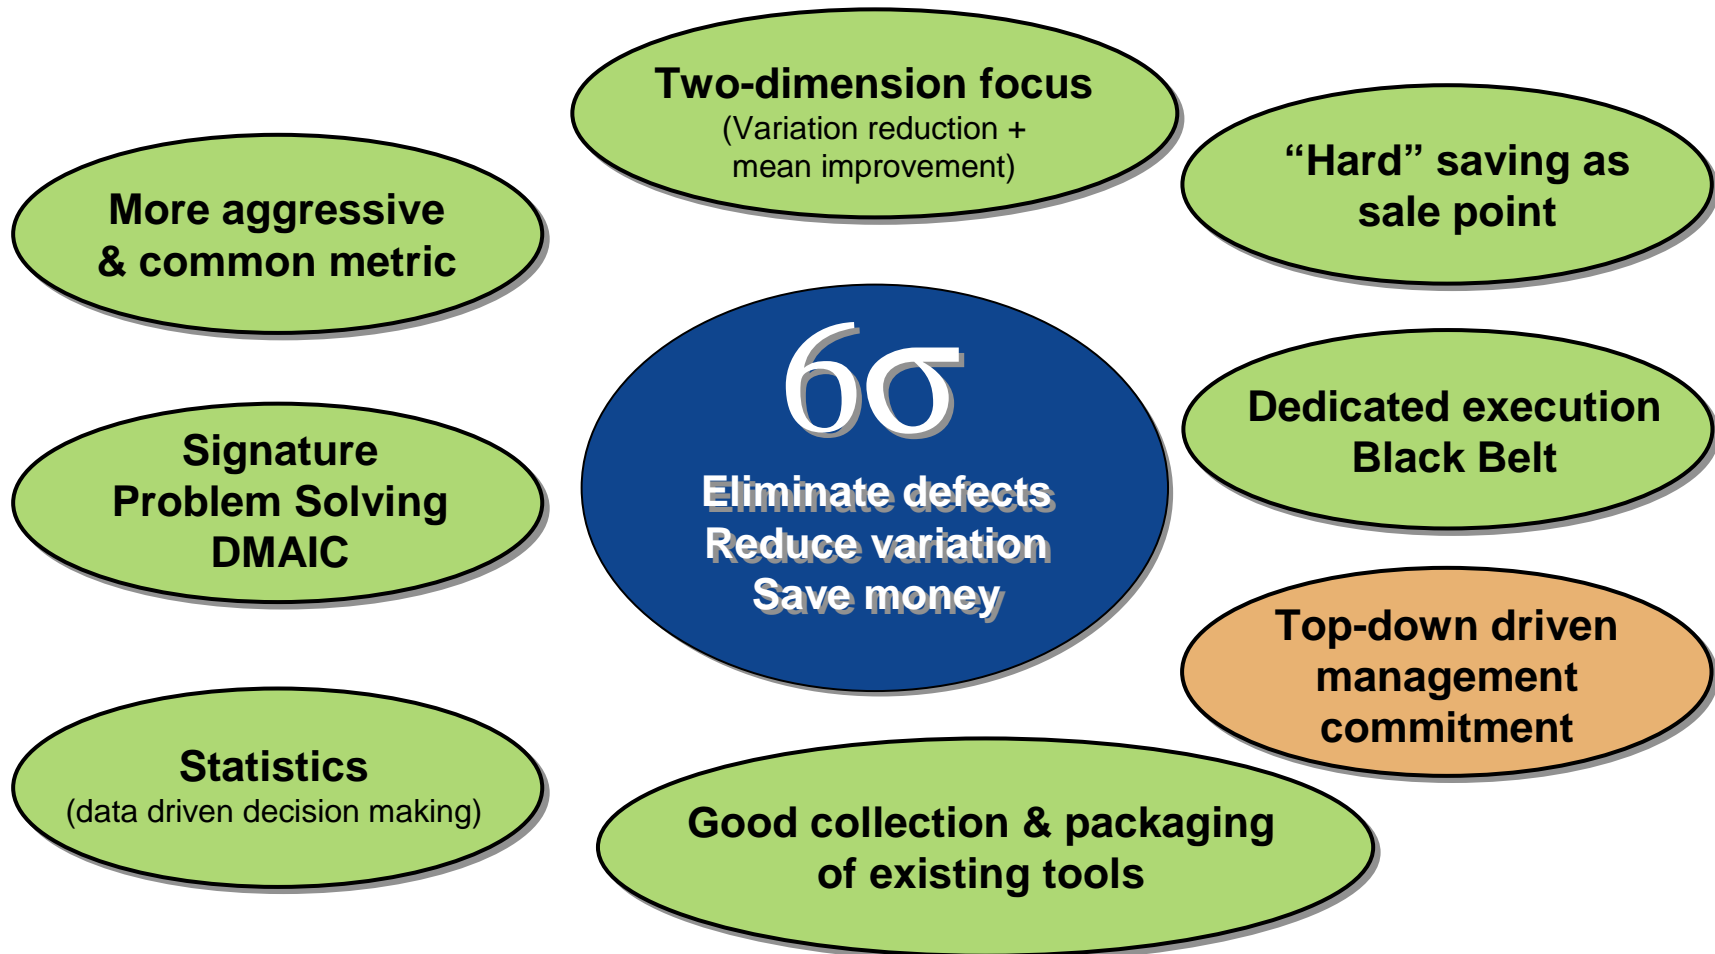 Two-dimension focus
(Variation reduction +
mean improvement)
“Hard” saving as
sale point
More aggressive
& common metric
6σ
Eliminate defects
Reduce variation
Save money
Dedicated execution
Black Belt
Signature
Problem Solving
DMAIC
Top-down driven
management
commitment
Statistics
(data driven decision making)
Good collection & packaging
of existing tools